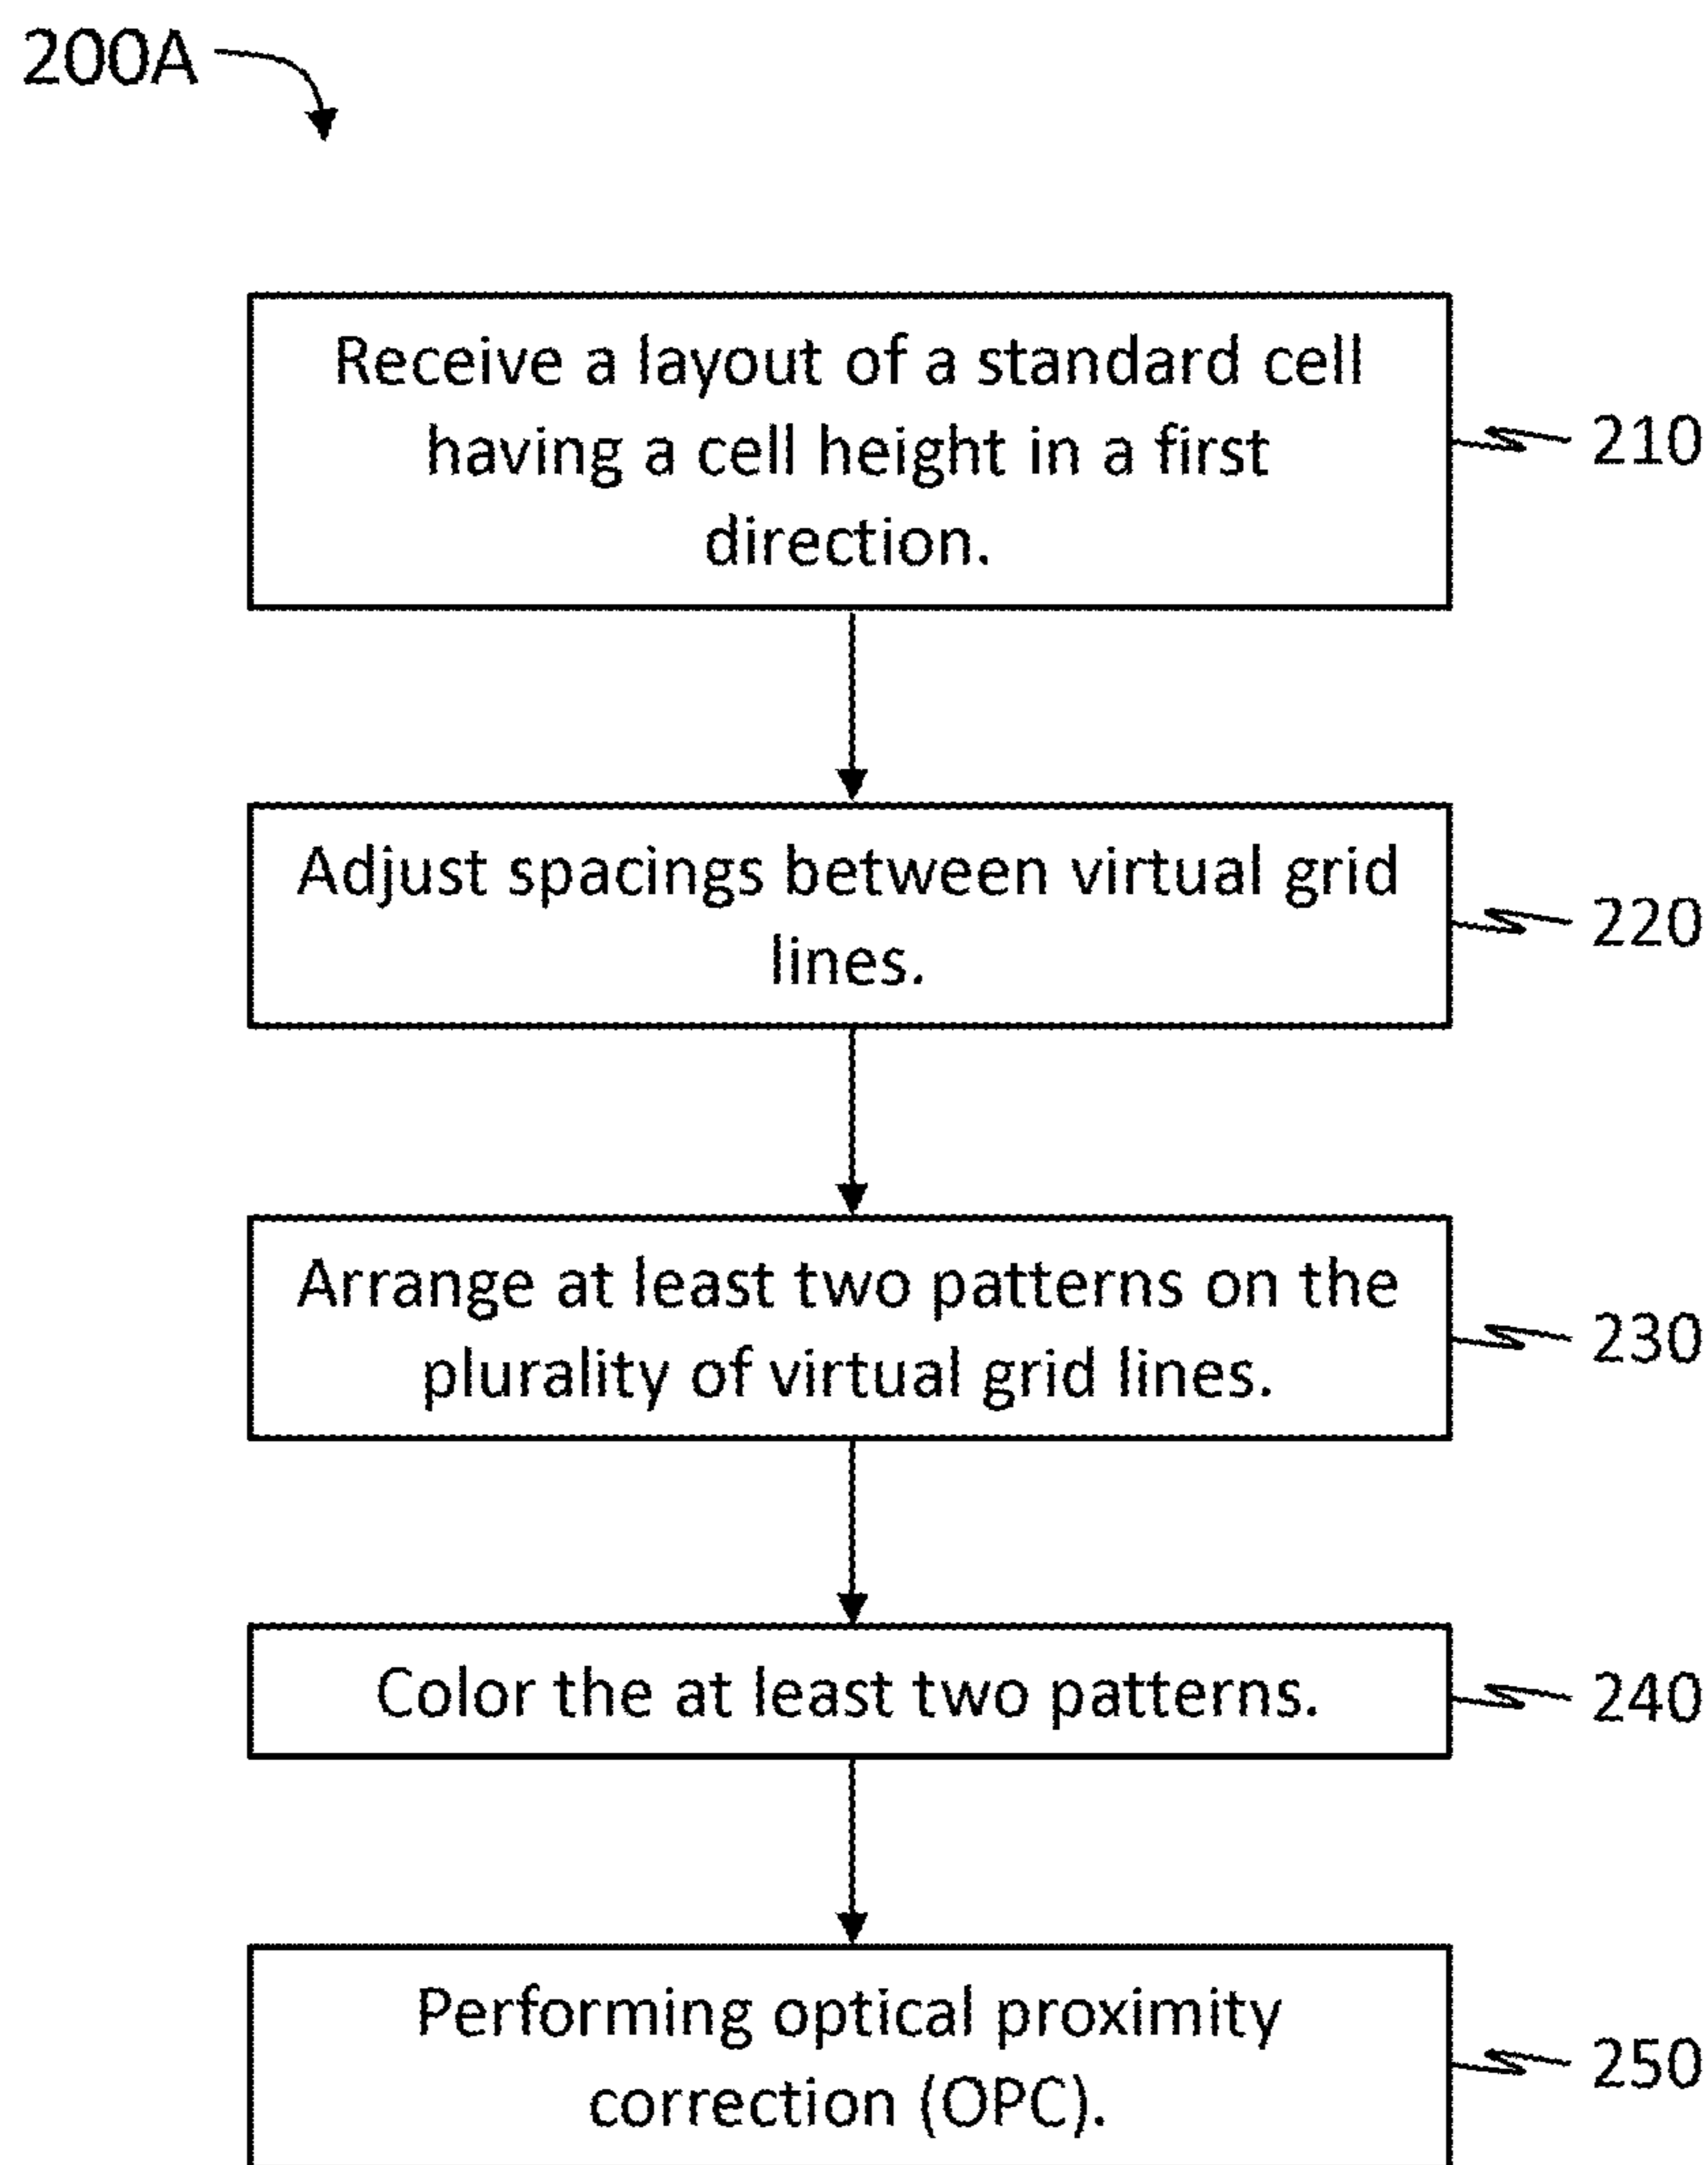 200A
Receive a layout of a standard cell
having a cell height in a first
direction.
210
Adjust spacings between virtual grid
lines.
220
Arrange at least two patterns on the
plurality of virtual grid lines.
230
Color the at least two patterns.
240
Performing optical proximity
correction (OPC).
250